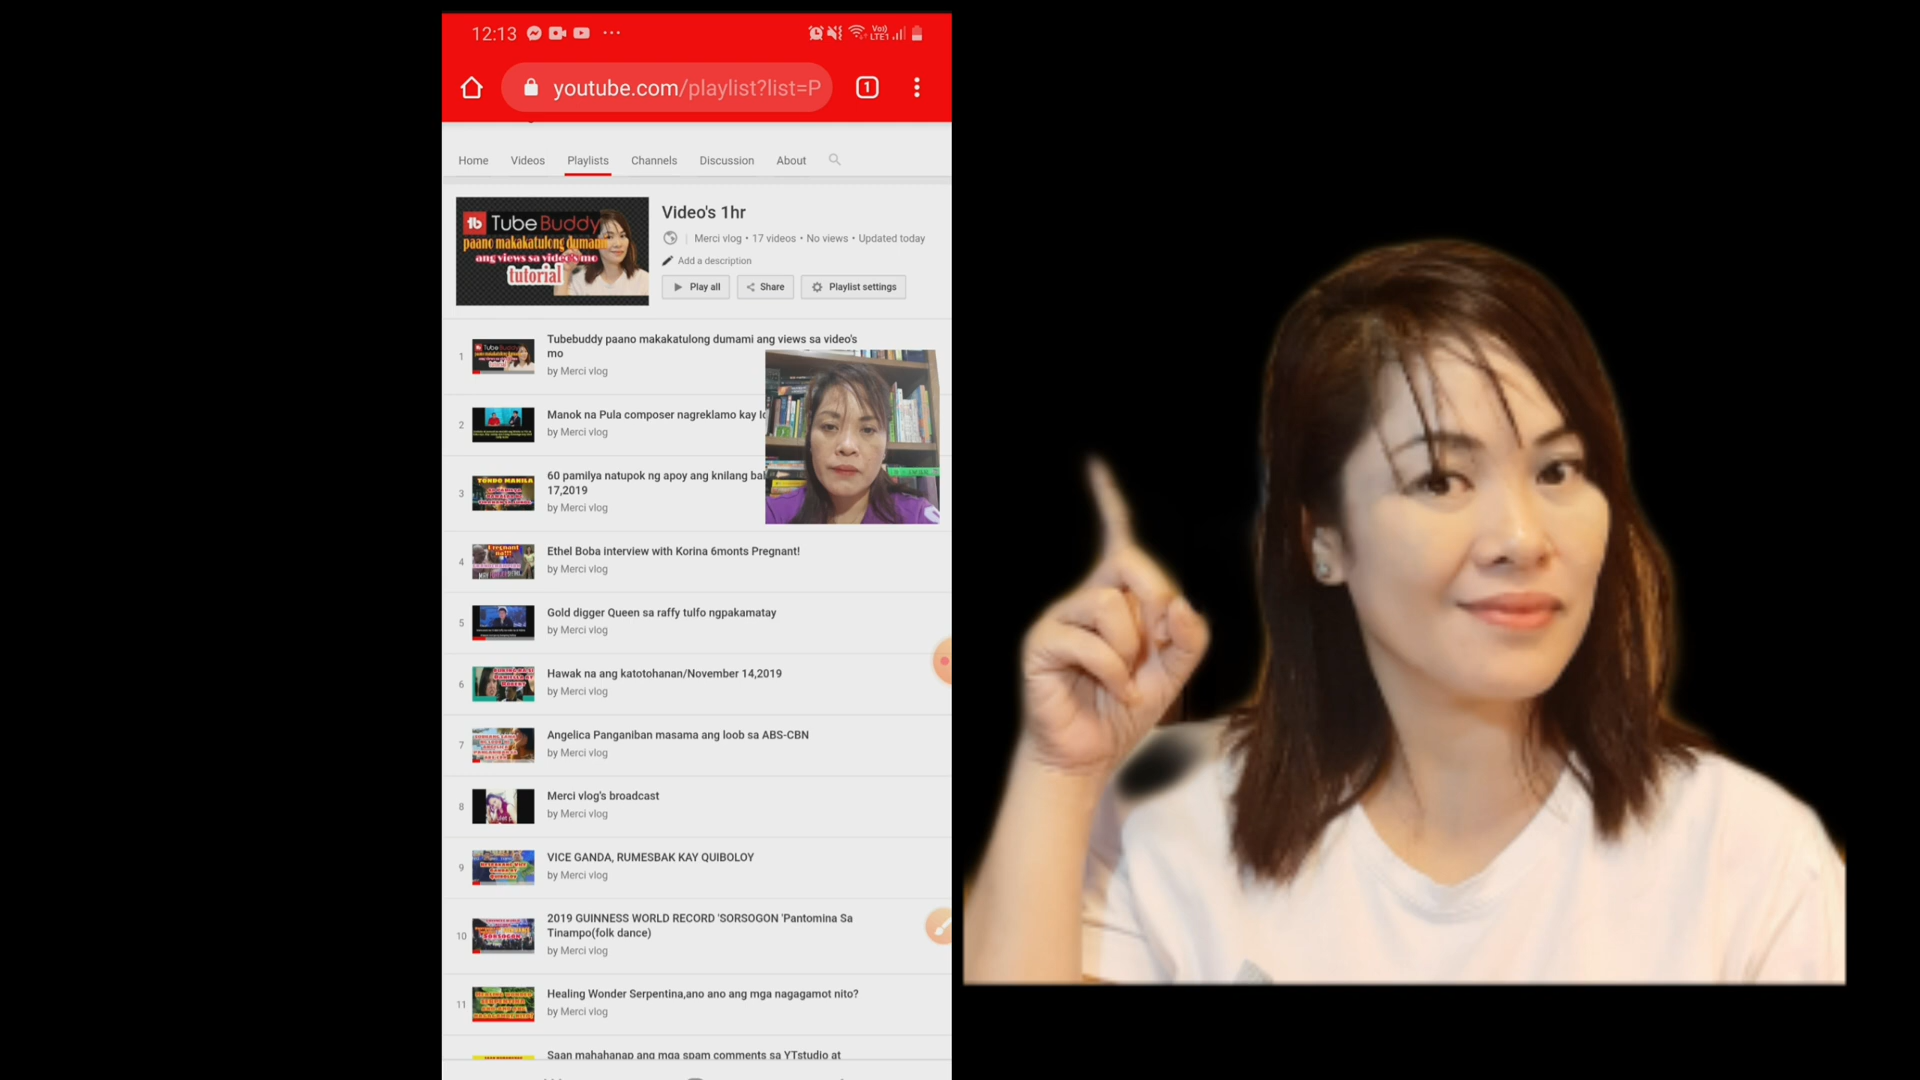 12:13
Vo)
LTE1
youtube.com/playlist?list=P
1
Home Videos Playlists Channels Discussion About
tb TubeBuddy
paano makakatulong dumami
ang views sa video's mo
tutorial
Video's 1hr
Merci vlog • 17 videos • No views • Updated today
Add a description
Play all Share Playlist settings
1
Tubebuddy paano makakatulong dumami ang views sa video's
mo
by Merci vlog
2
Manok na Pula composer nagreklamo kay
by Merci vlog
3
TONDO MANILA
60 pamilya natupok ng apoy ang knilang
17,2019
by Merci vlog
4
Pregnant
na!!!
Ethel Boba interview with Korina 6monts Pregnant!
by Merci vlog
5
Gold digger Queen sa raffy tulfo ngpakamatay
by Merci vlog
6
Hawak na ang katotohanan/November 14,2019
by Merci vlog
7
Angelica Panganiban masama ang loob sa ABS-CBN
by Merci vlog
8
Merci vlog's broadcast
by Merci vlog
9
VICE GANDA, RUMESBAK KAY QUIBOLOY
by Merci vlog
10
2019 GUINNESS WORLD RECORD 'SORSOGON 'Pantomina Sa
Tinampo(folk dance)
by Merci vlog
11
Healing Wonder Serpentina,ano ano ang mga nagagamot nito?
by Merci vlog
Saan mahahanap ang mga spam comments sa YTstudio at